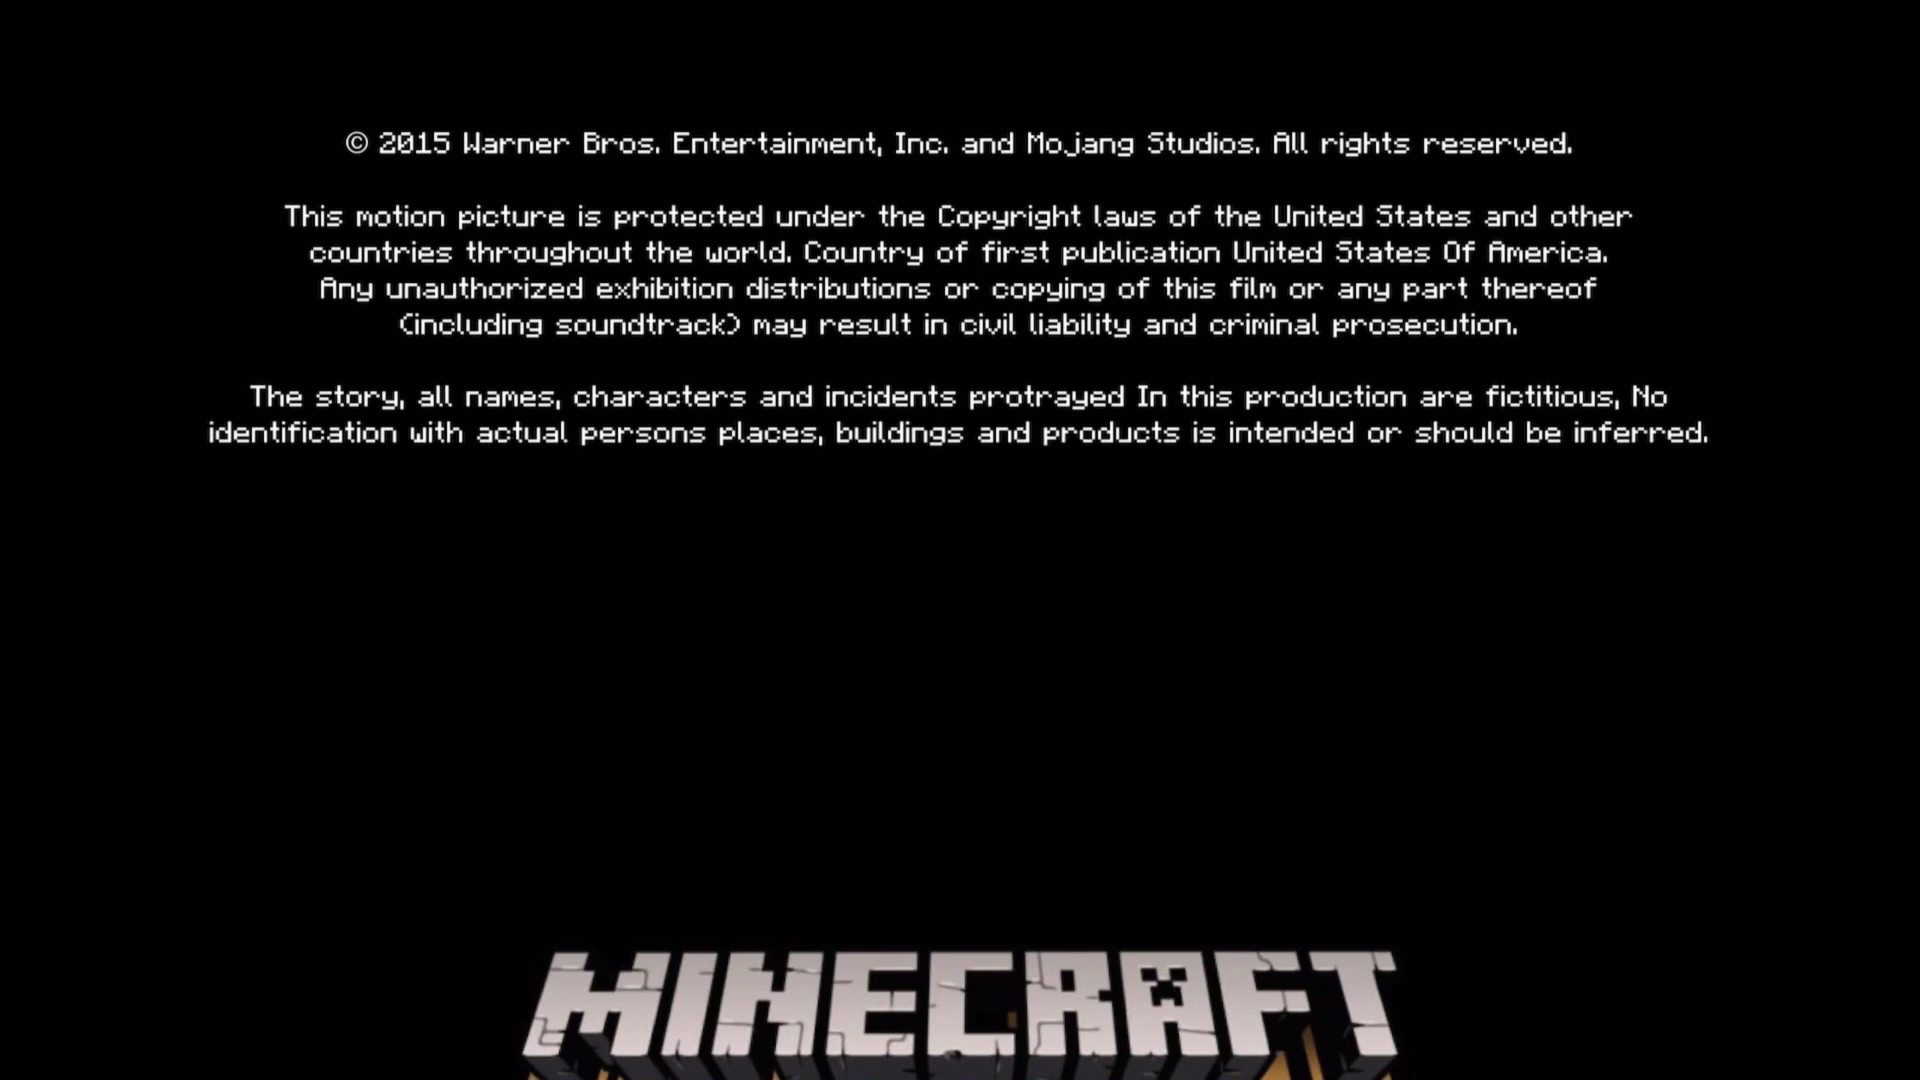 © 2015 Warner Bros. Entertainment, Inc. and Mojang Studios. All rights reserved.
This motion picture is protected under the Copyright laws of the United States and other
countries throughout the world. Country of first publication United States Of America.
Any unauthorized exhibition distributions or copying of this film or any part thereof
(including soundtrack) may result in civil liability and criminal prosecution.
The story, all names, characters and incidents protrayed In this production are fictitious, No
identification with actual persons places, buildings and products is intended or should be inferred.
MINECRAFT